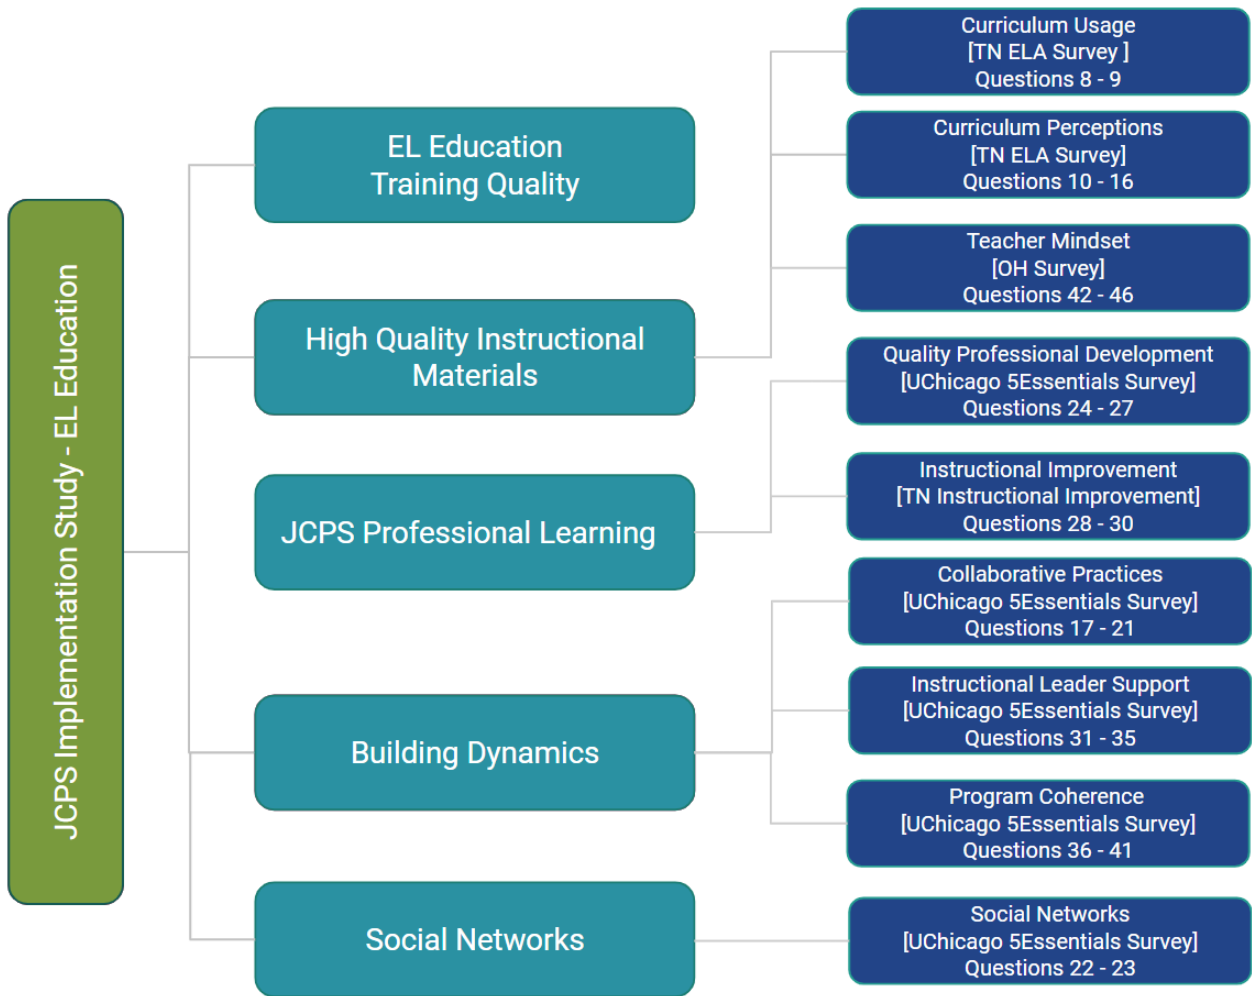 JCPS Implementation Study - EL Education
EL Education
Training Quality
High Quality Instructional
Materials
JCPS Professional Learning
Building Dynamics
Social Networks
Curriculum Usage
[TN ELA Survey ]
Questions 8 - 9
Curriculum Perceptions
[TN ELA Survey]
Questions 10 - 16
Teacher Mindset
[OH Survey]
Questions 42 - 46
Quality Professional Development
[UChicago 5Essentials Survey]
Questions 24 - 27
Instructional Improvement
[TN Instructional Improvement]
Questions 28 - 30
Collaborative Practices
[UChicago 5Essentials Survey]
Questions 17 - 21
Instructional Leader Support
[UChicago 5Essentials Survey]
Questions 31 - 35
Program Coherence
[UChicago 5Essentials Survey]
Questions 36 - 41
Social Networks
[UChicago 5Essentials Survey]
Questions 22 - 23